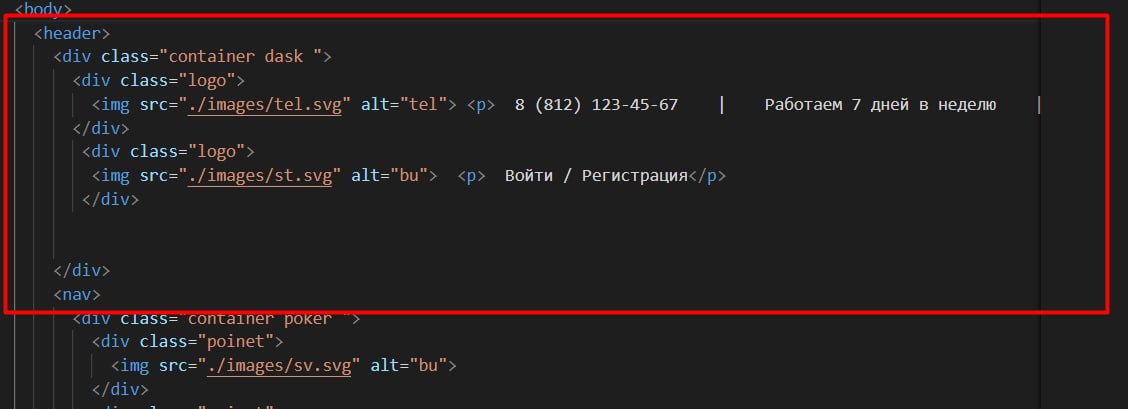 <body>
<header>
<div class="container dask ">
<div class="logo">
<img src="./images/tel.svg" alt="tel"> <p>  8 (812) 123-45-67    |    Работаем 7 дней в неделю    |
</div>
<div class="logo">
<img src="./images/st.svg" alt="bu">  <p>  Войти / Регистрация</p>
</div>
</div>
<nav>
<div class="container poker ">
<div class="poinet">
<img src="./images/sv.svg" alt="bu">
</div>